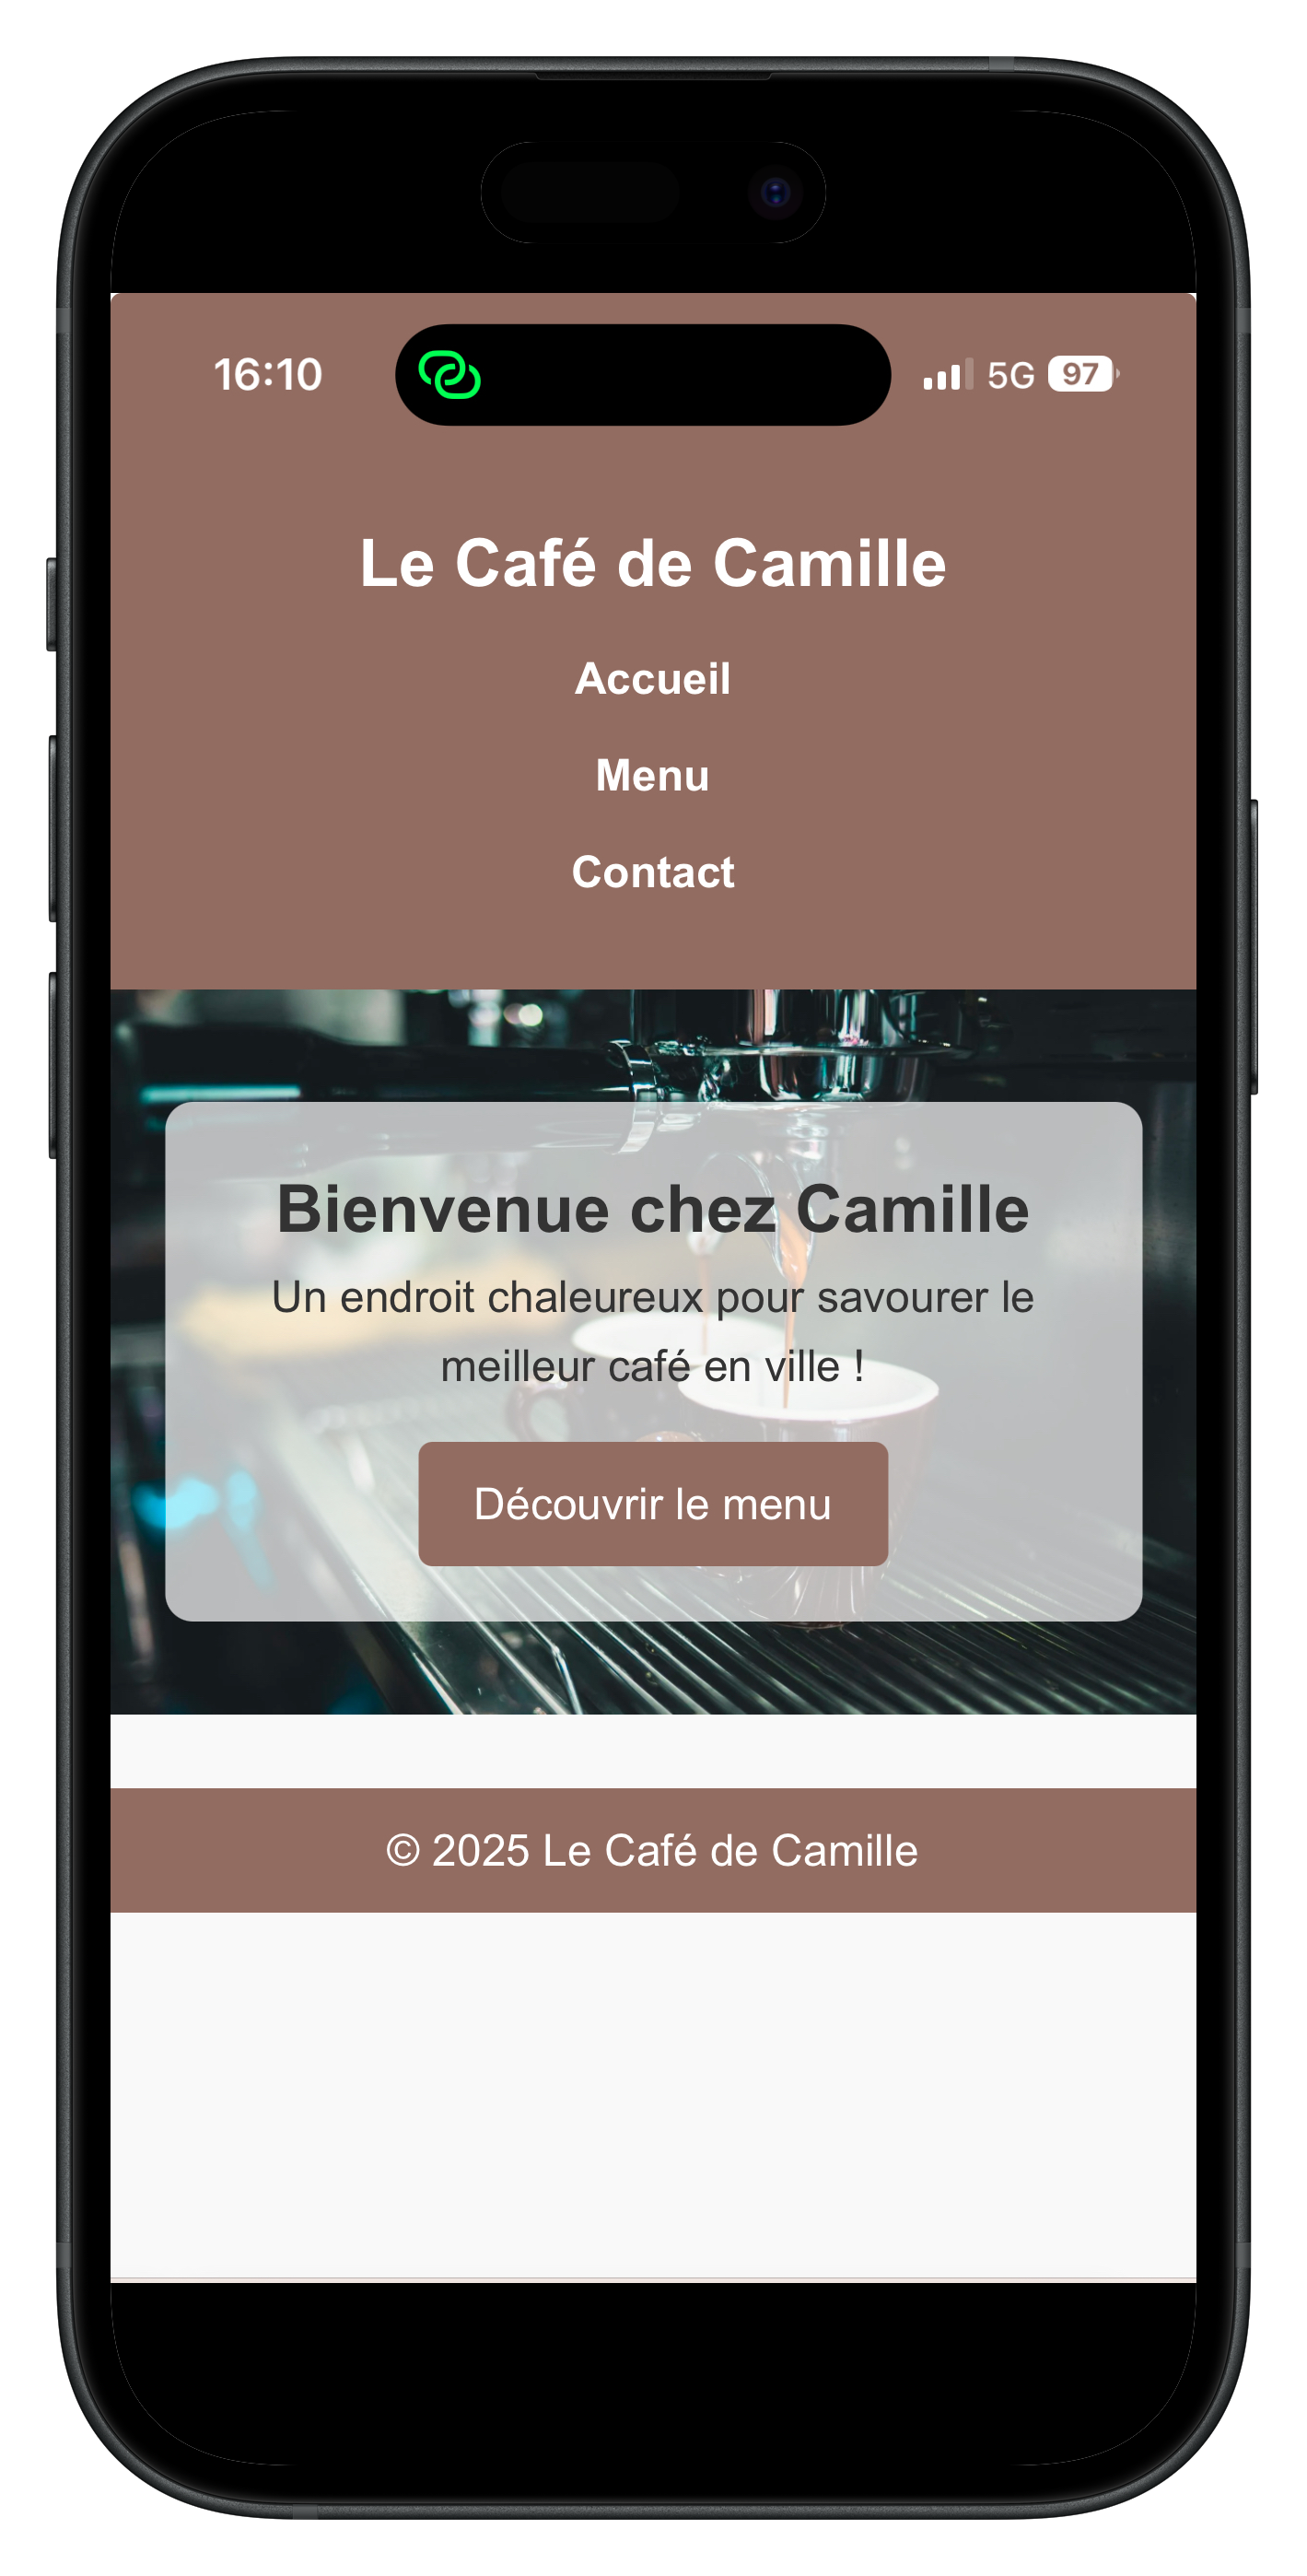 16:10 5G 97
Le Café de Camille
Accueil
Menu
Contact
Bienvenue chez Camille
Un endroit chaleureux pour savourer le
meilleur café en ville !
Découvrir le menu
© 2025 Le Café de Camille